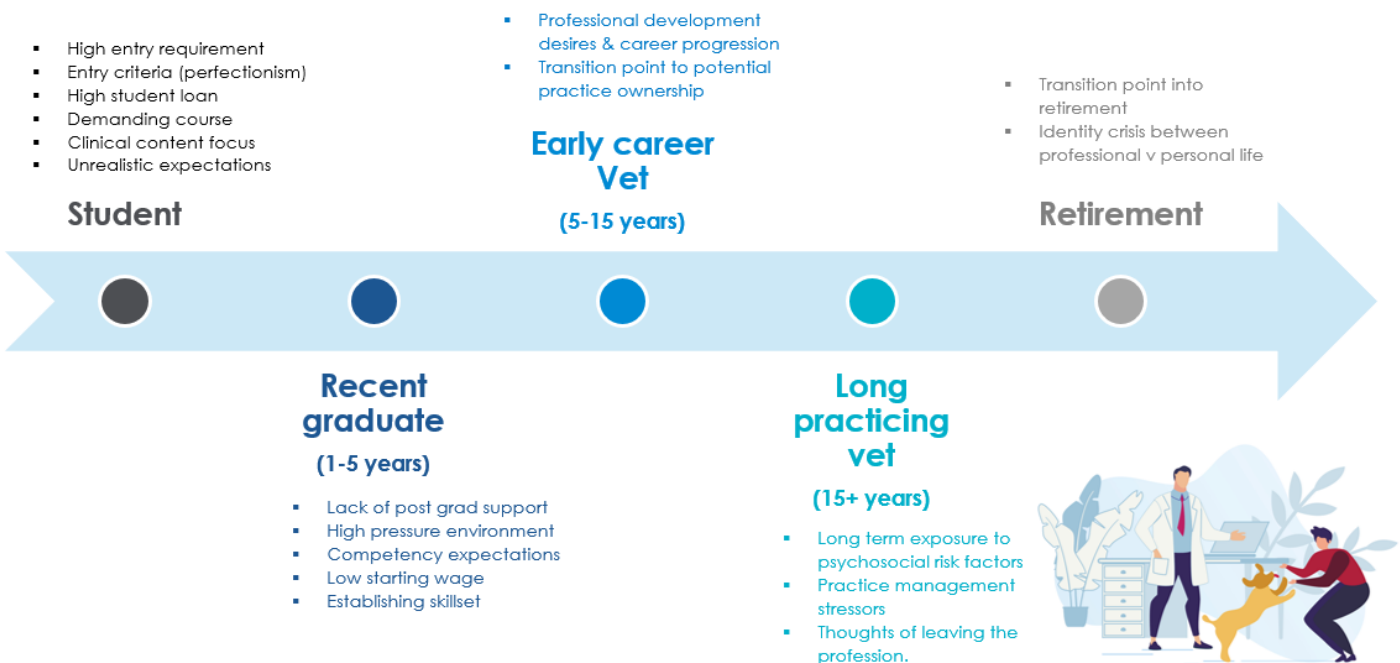 ▪ High entry requirement
▪ Entry criteria (perfectionism)
▪ High student loan
▪ Demanding course
▪ Clinical content focus
▪ Unrealistic expectations
Student
Recent
graduate
(1-5 years)
▪ Lack of post grad support
▪ High pressure environment
▪ Competency expectations
▪ Low starting wage
▪ Establishing skillset
▪ Professional development
desires & career progression
▪ Transition point to potential
practice ownership
Early career
Vet
(5-15 years)
Long
practicing
vet
(15+ years)
▪ Long term exposure to
psychosocial risk factors
▪ Practice management
stressors
▪ Thoughts of leaving the
profession.
▪ Transition point into
retirement
▪ Identity crisis between
professional v personal life
Retirement